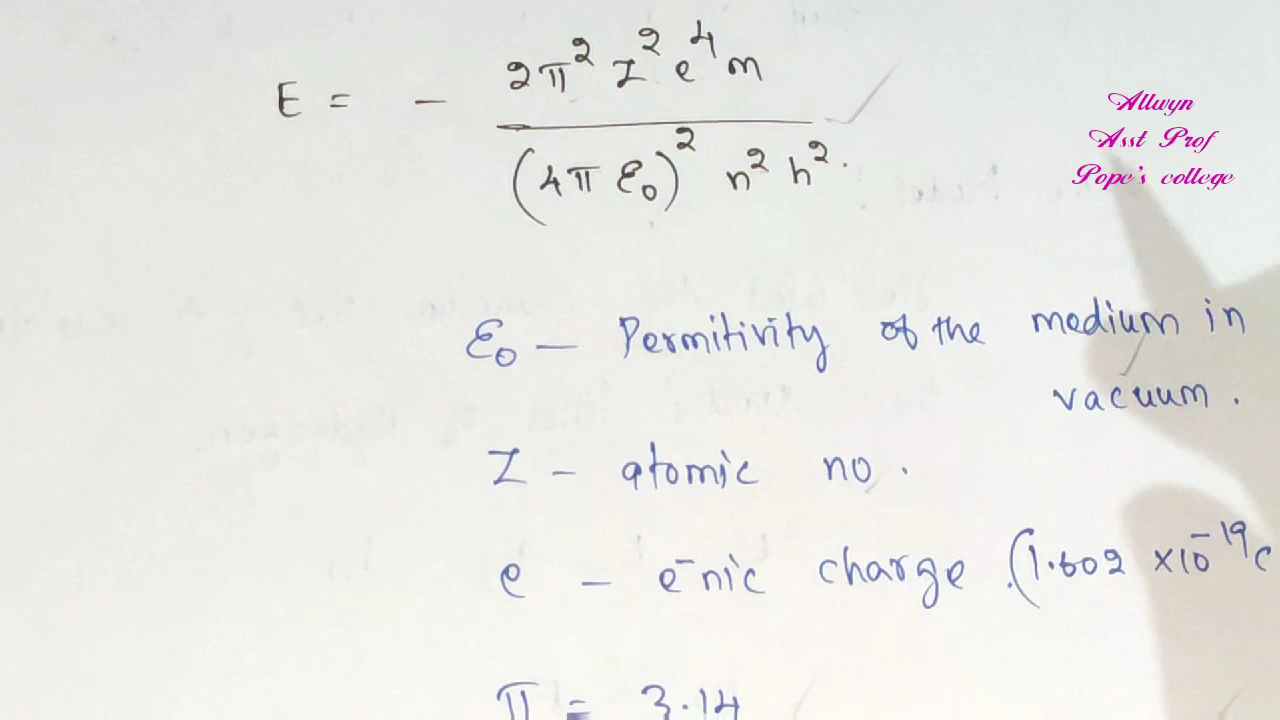 E = - 2π² Z² e⁴ m
(4π ε₀)² n² h².
Allwyn
Asst Prof
Pope's college
ε₀ — Permitivity of the medium in
vacuum.
Z - atomic no.
e - e⁻nic charge (1.602 ×10⁻¹⁹ C
π = 3.14